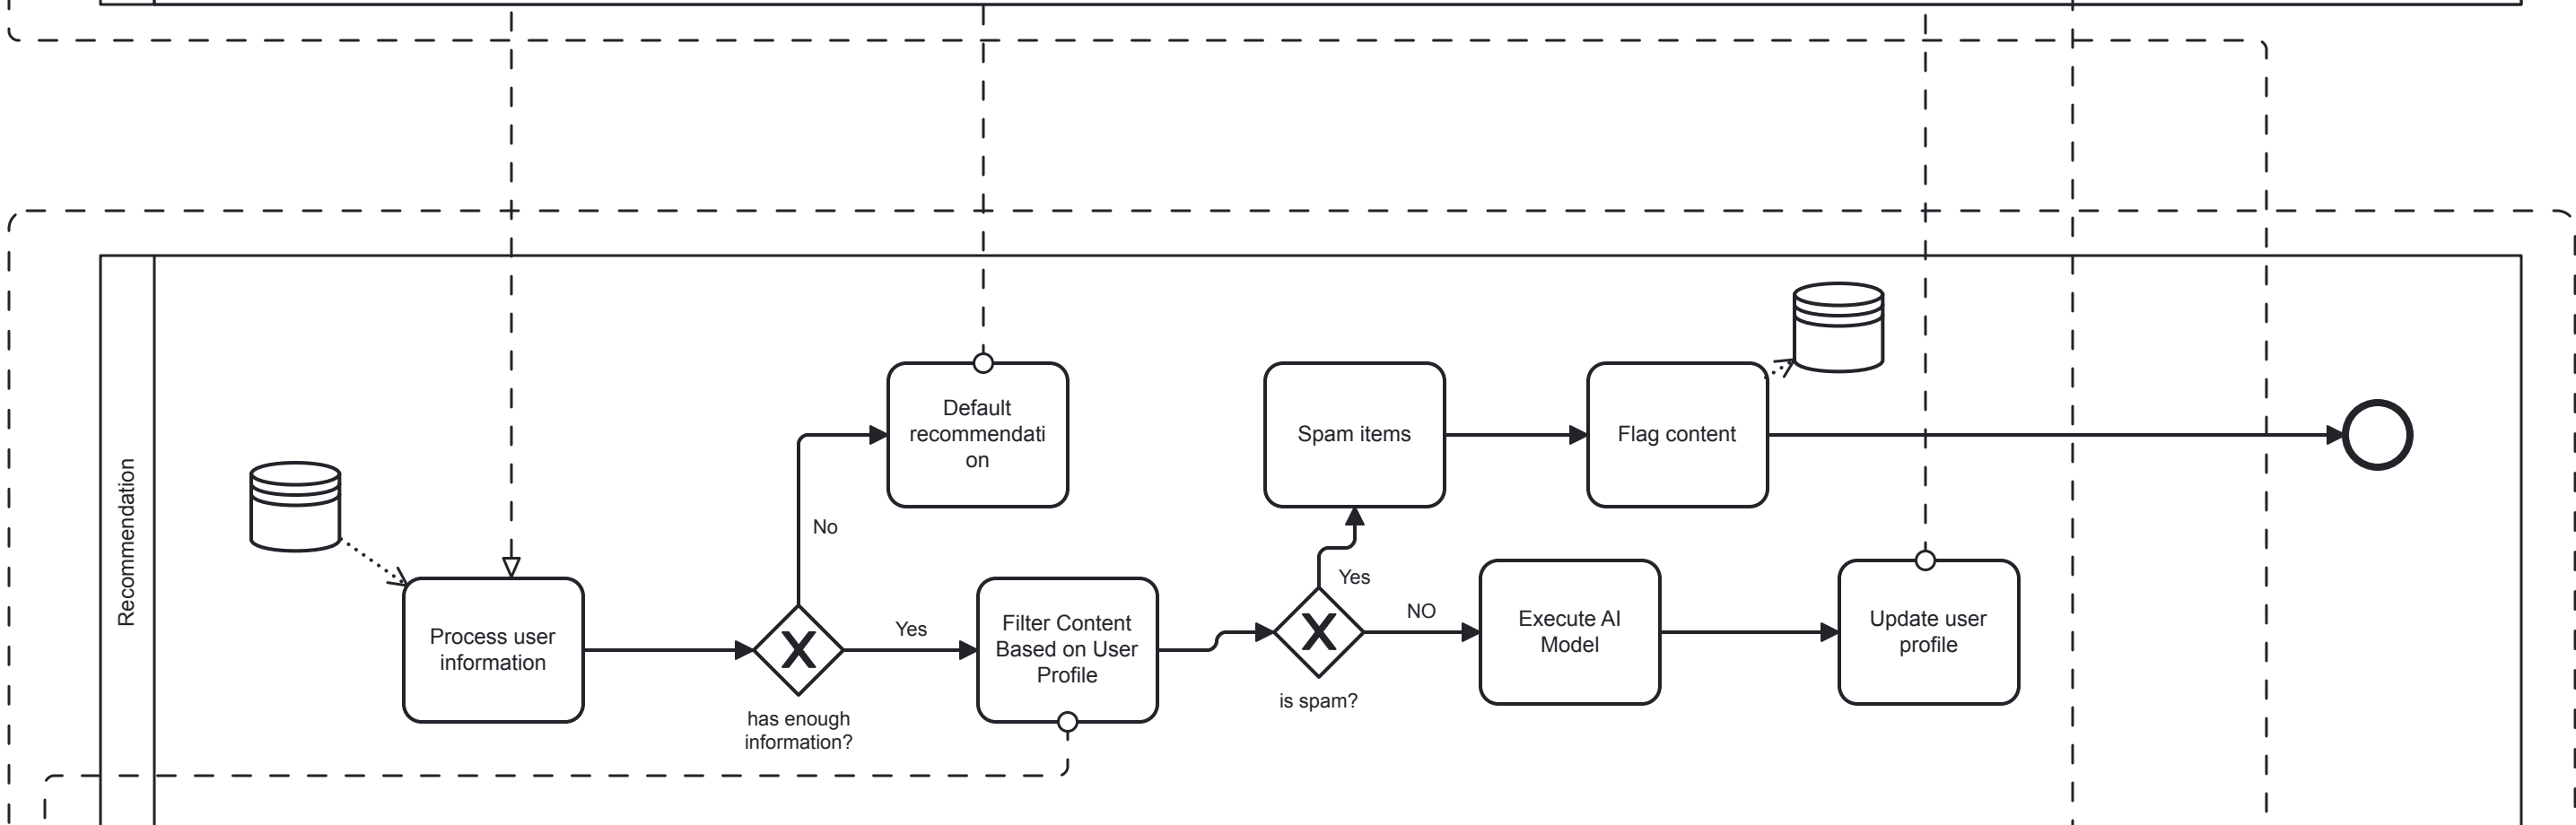 Recommendation
Process user
information
has enough
information?
No
Yes
Default
recommendati
on
Filter Content
Based on User
Profile
is spam?
Yes
NO
Spam items
Flag content
Execute AI
Model
Update user
profile